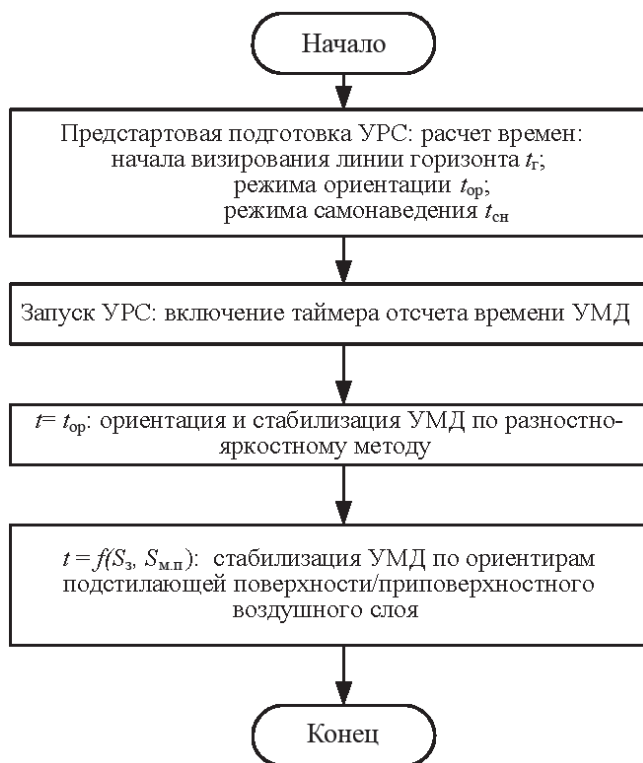 Начало
Предстартовая подготовка УРС: расчет времен:
начала визирования линии горизонта tг;
режима ориентации tор;
режима самонаведения tсн
Запуск УРС: включение таймера отсчета времени УМД
t= tор: ориентация и стабилизация УМД по разностно-
яркостному методу
t = f(Sз, Sм.п): стабилизация УМД по ориентирам
подстилающей поверхности/приповерхностного
воздушного слоя
Конец